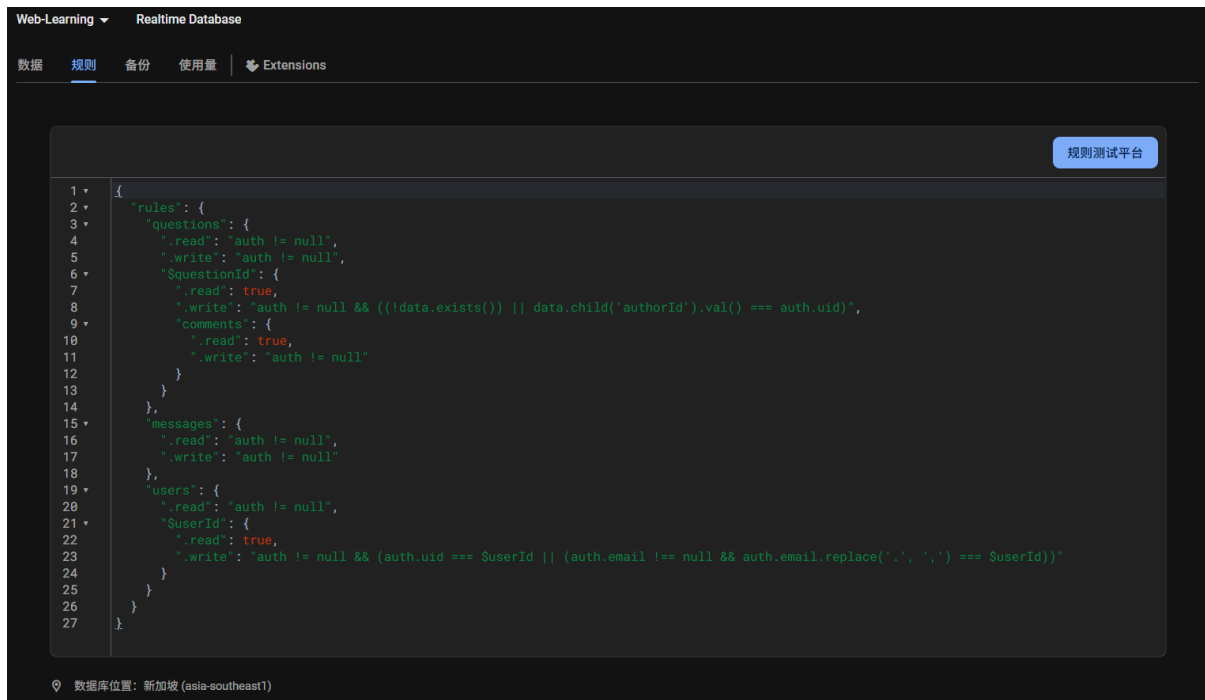 Web-Learning Realtime Database
数据 规则 备份 使用量 Extensions
规则测试平台
1 {
2 "rules": {
3 "questions": {
4 ".read": "auth != null",
5 ".write": "auth != null",
6 "$questionId": {
7 ".read": true,
8 ".write": "auth != null && ((!data.exists()) || data.child('authorId').val() === auth.uid)",
9 "comments": {
10 ".read": true,
11 ".write": "auth != null"
12 }
13 }
14 },
15 "messages": {
16 ".read": "auth != null",
17 ".write": "auth != null"
18 },
19 "users": {
20 ".read": "auth != null",
21 "$userId": {
22 ".read": true,
23 ".write": "auth != null && (auth.uid === $userId || (auth.email !== null && auth.email.replace('.', ',') === $userId))"
24 }
25 }
26 }
27 }
数据库位置：新加坡 (asia-southeast1)